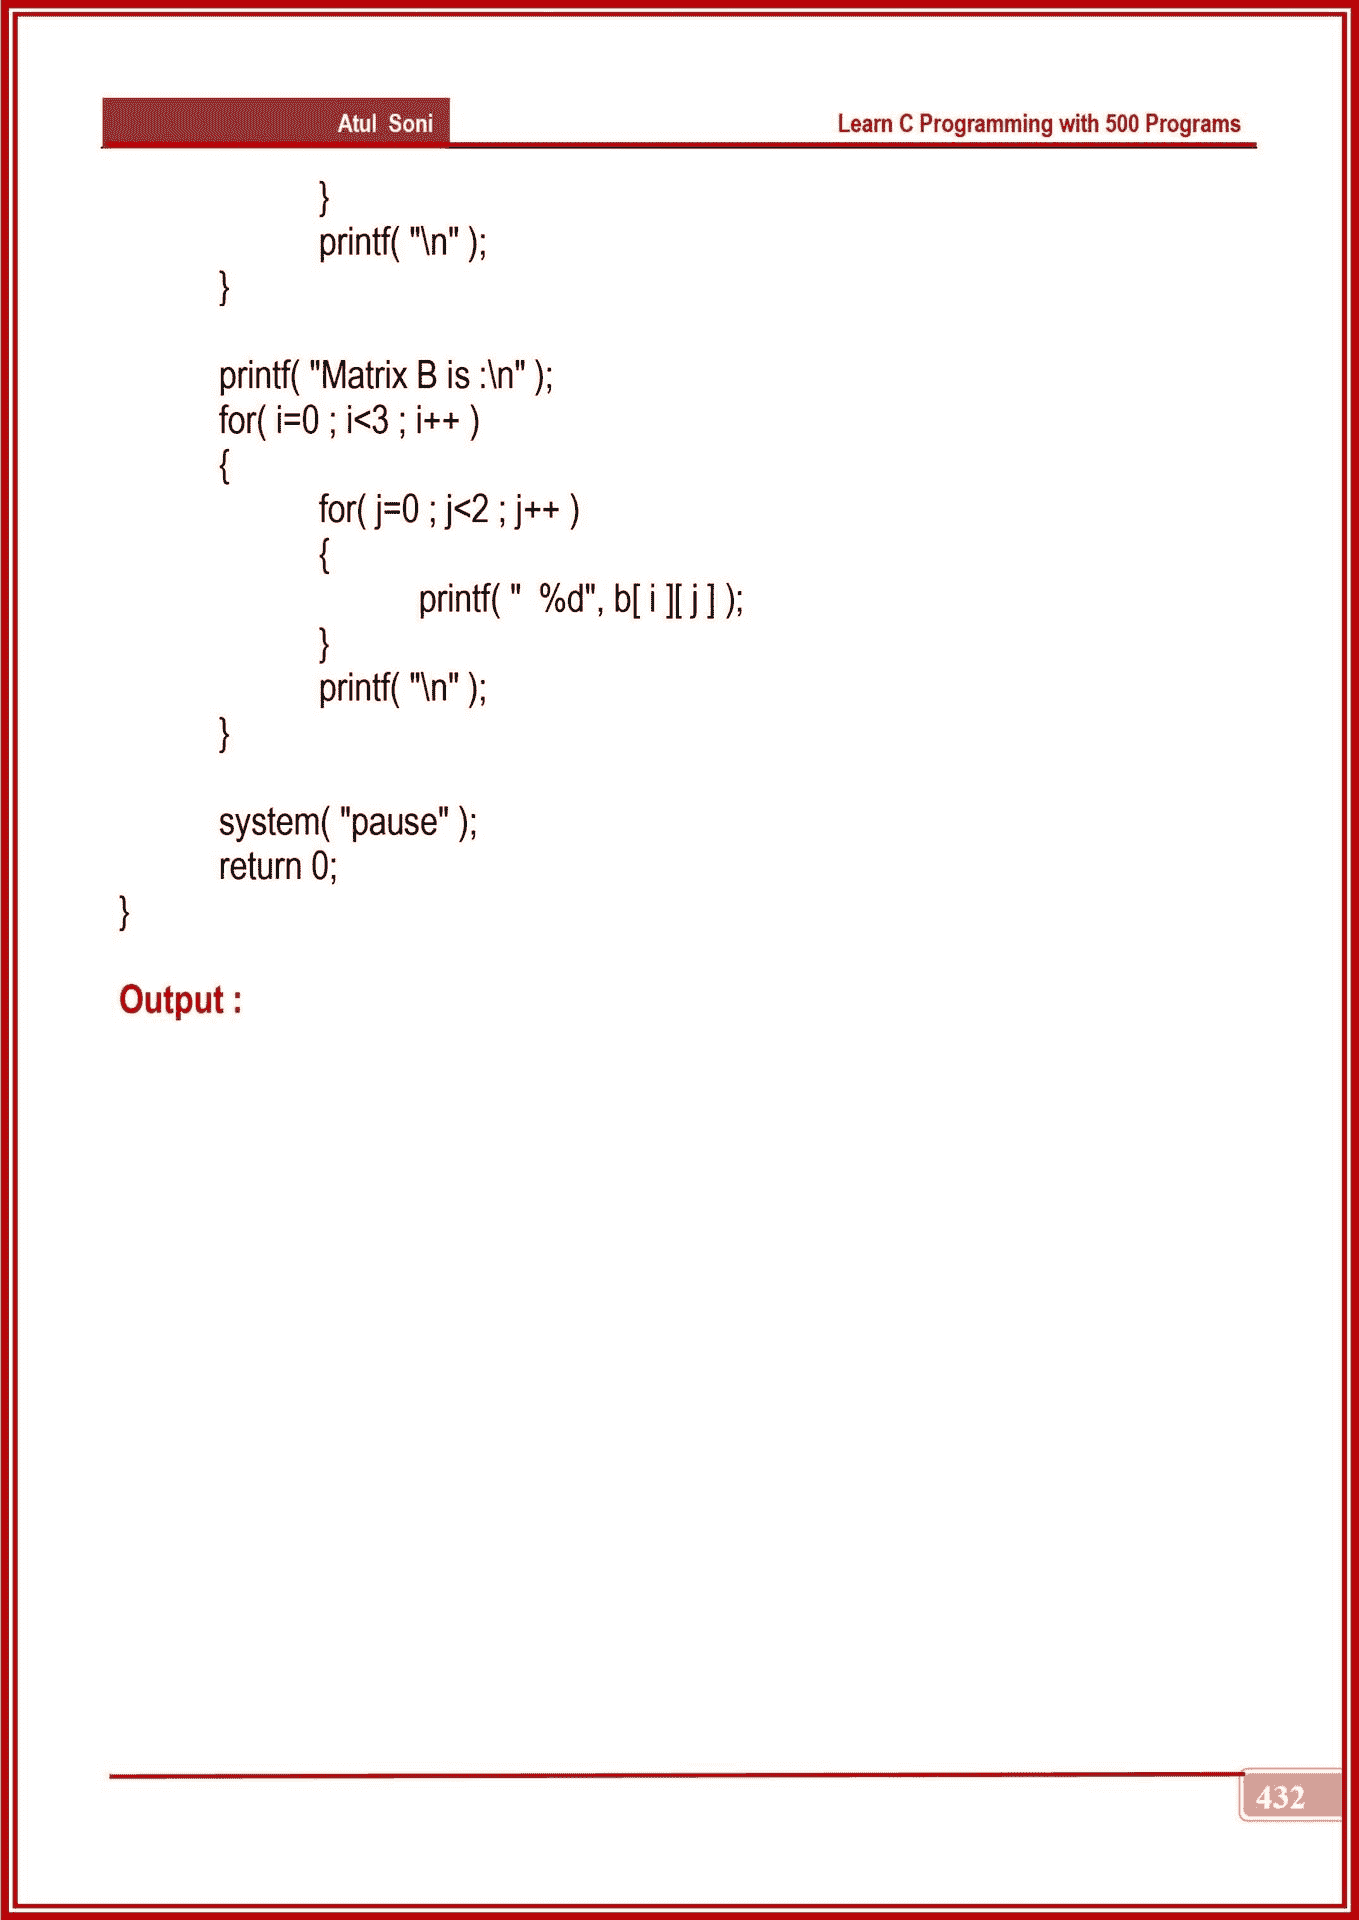 Atul  Soni
Learn C Programming with 500 Programs
}
printf( "\n" );
}
printf( "Matrix B is :\n" );
for( i=0 ; i<3 ; i++ )
{
for( j=0 ; j<2 ; j++ )
{
printf( "  %d", b[ i ][ j ] );
}
printf( "\n" );
}
system( "pause" );
return 0;
}
Output :
432